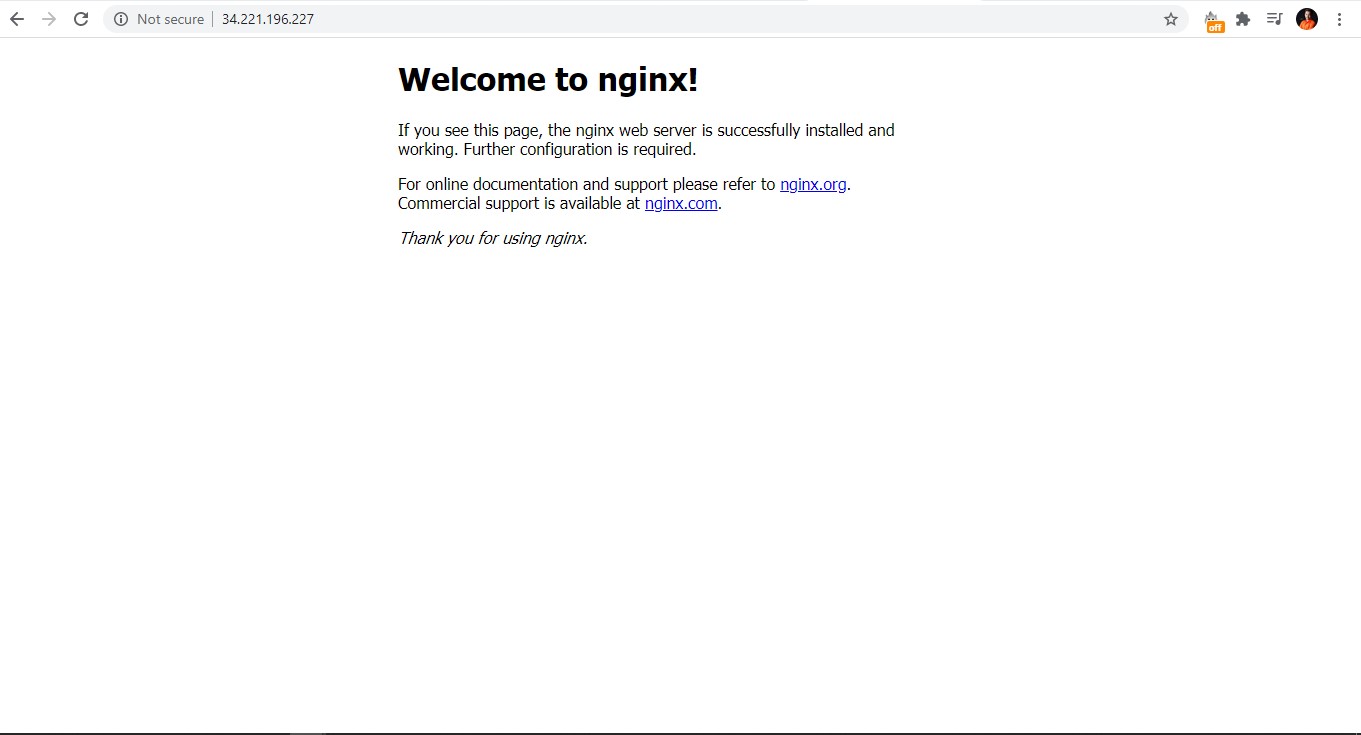 Not secure | 34.221.196.227
off
Welcome to nginx!
If you see this page, the nginx web server is successfully installed and
working. Further configuration is required.
For online documentation and support please refer to nginx.org.
Commercial support is available at nginx.com.
Thank you for using nginx.